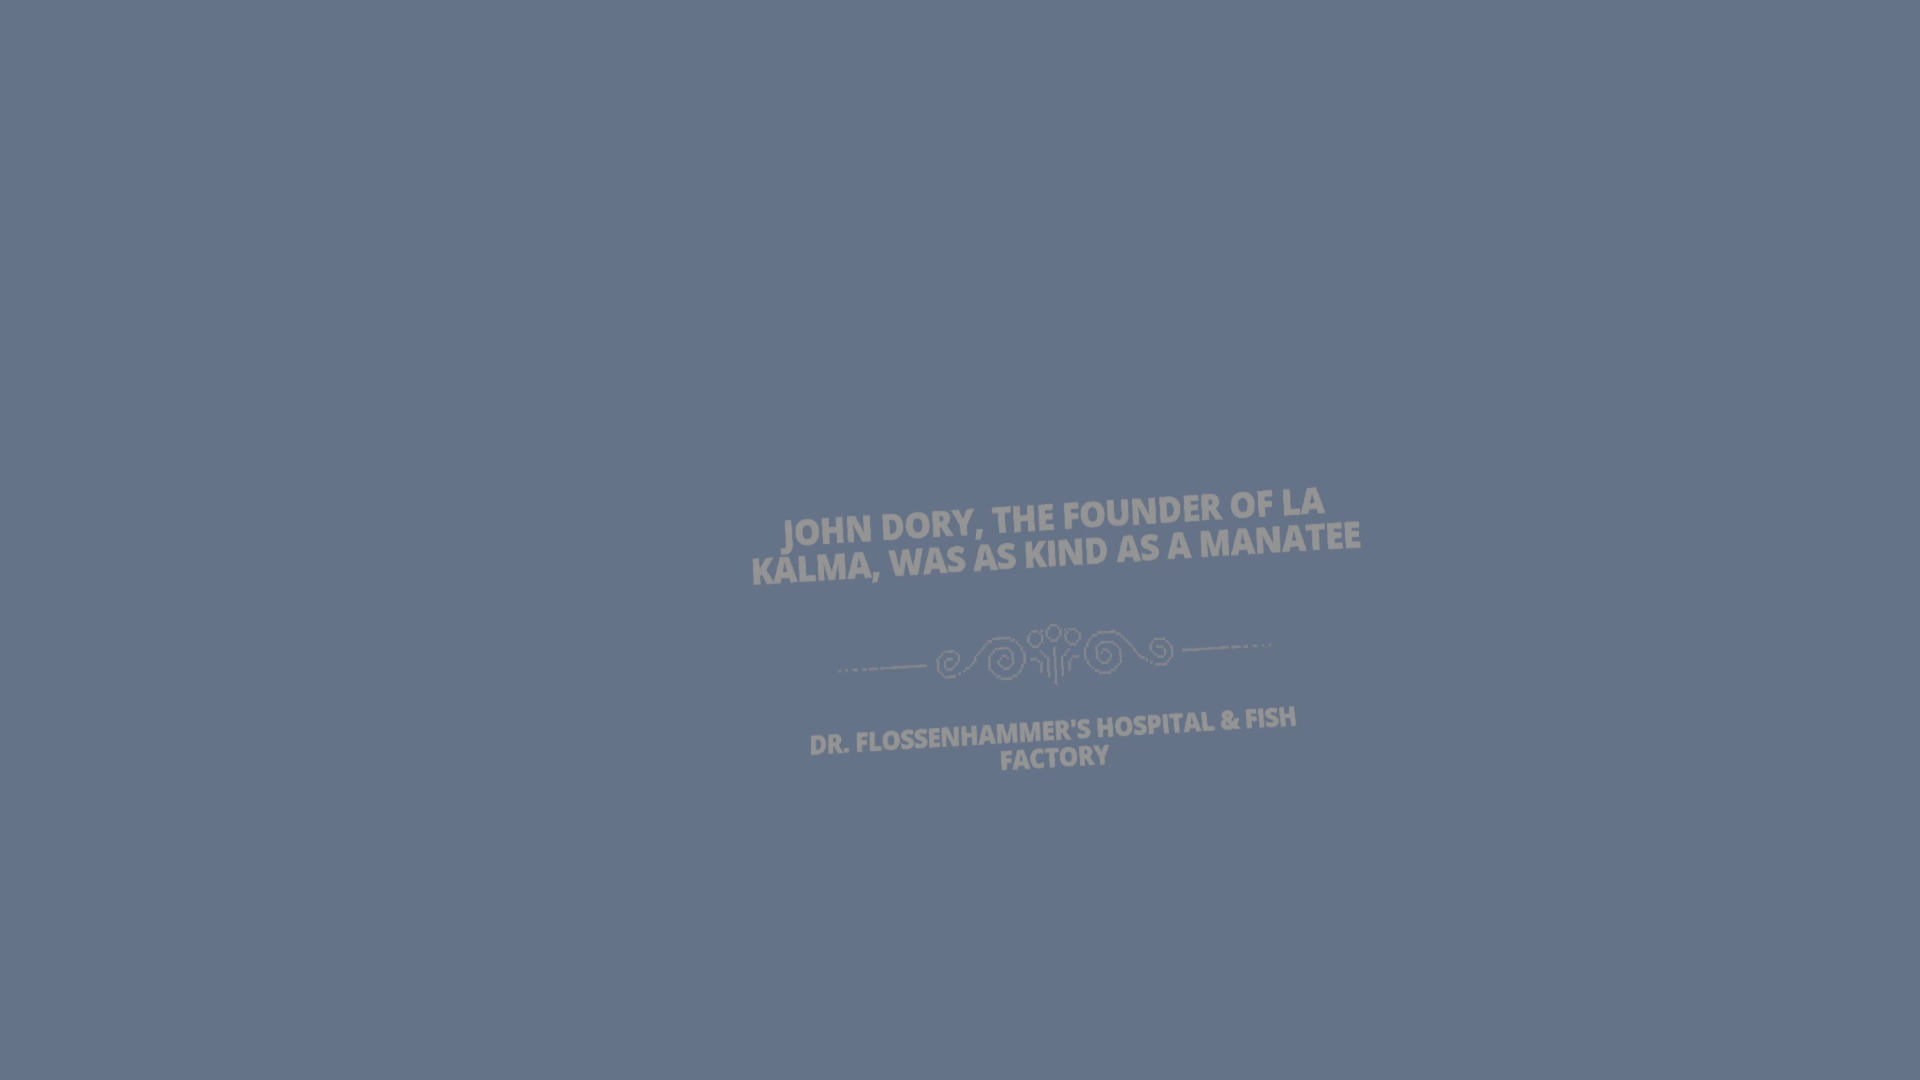 JOHN DORY, THE FOUNDER OF LA
KALMA, WAS AS KIND AS A MANATEE
DR. FLOSSENHAMMER'S HOSPITAL & FISH
FACTORY